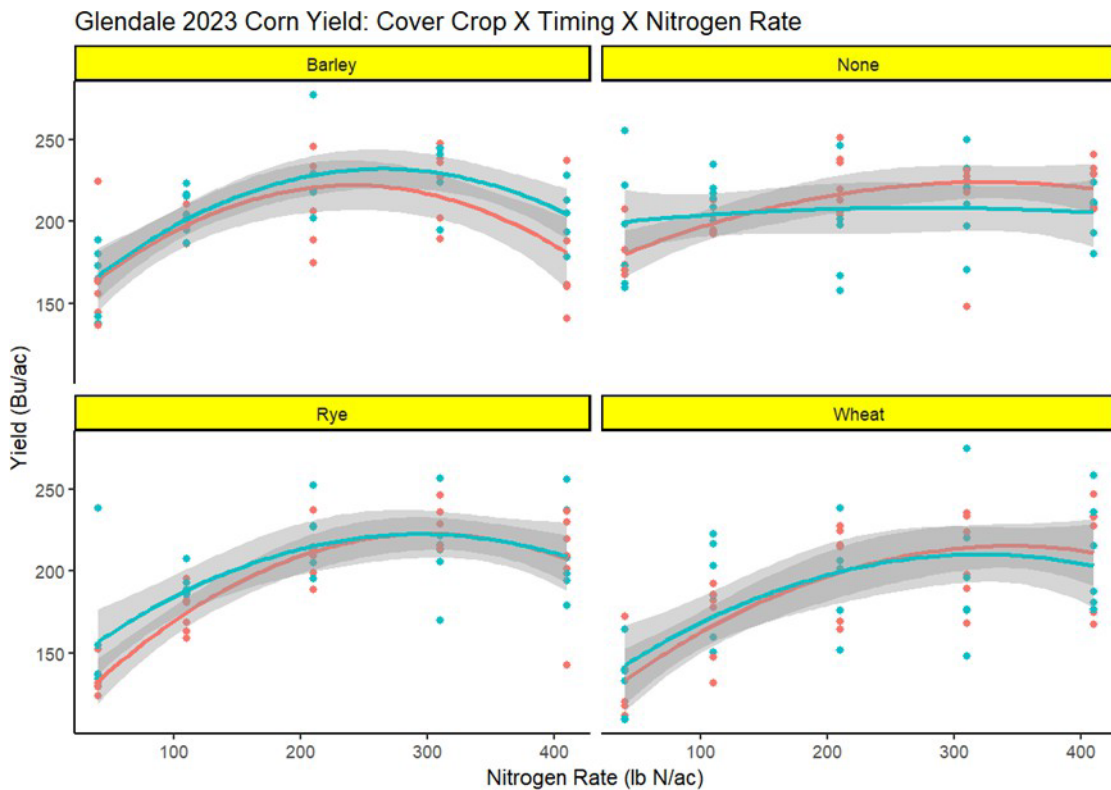 Glendale 2023 Corn Yield: Cover Crop X Timing X Nitrogen Rate
Barley
None
250
200
150
Yield (Bu/ac)
Rye
Wheat
250
200
150
100
200
300
400
100
200
300
400
Nitrogen Rate (lb N/ac)